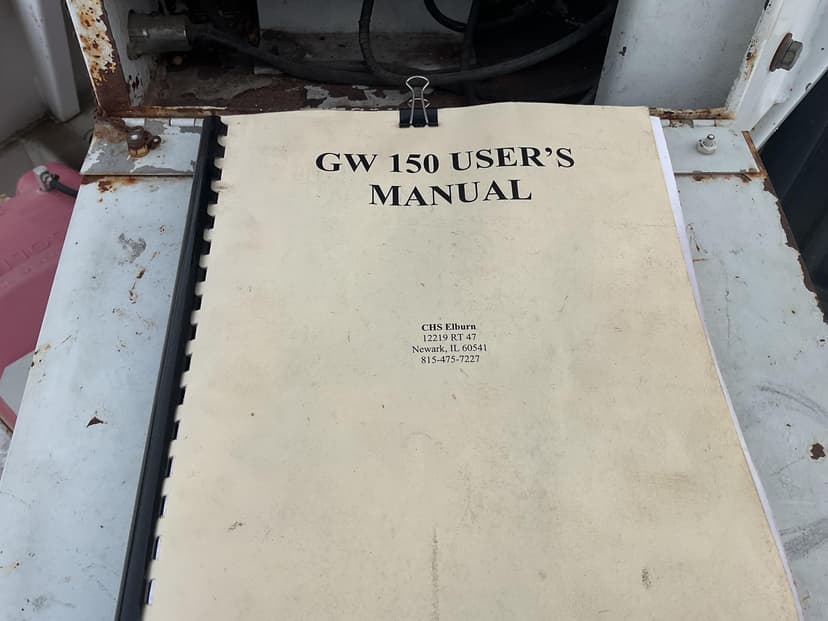 GW 150 USER'S
MANUAL
CHS Elburn
12219 RT 47
Newark, IL 60541
815-475-7227